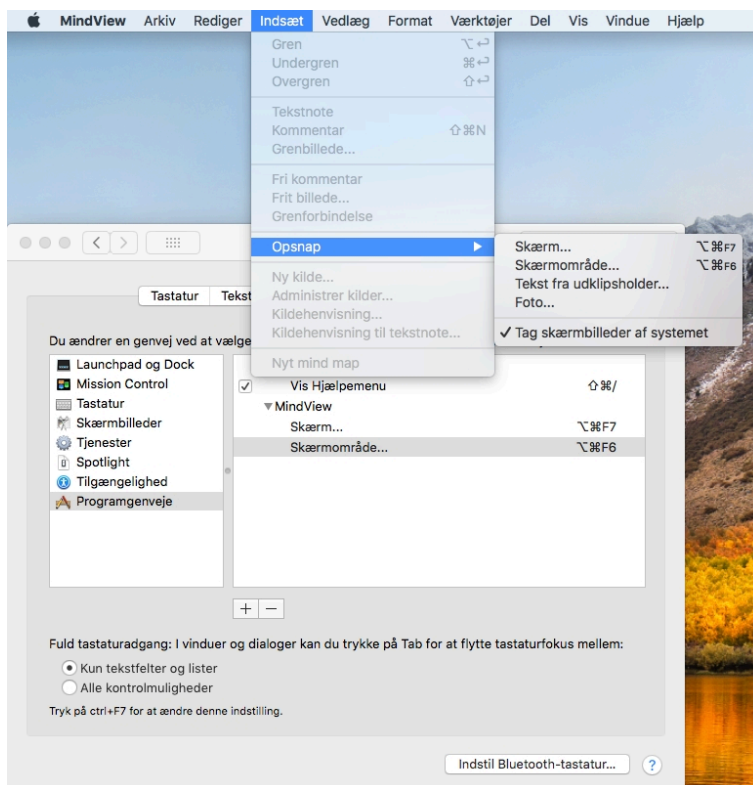 MindView Arkiv Rediger Indsæt Vedlæg Format Værktøjer Del Vis Vindue Hjælp
Gren ⌥↩
Undergren ⌘↩
Overgren ⇧↩
Tekstnote
Kommentar ⇧⌘N
Grenbillede...
Fri kommentar
Frit billede...
Grenforbindelse
Opsnap ▶
Ny kilde...
Administrer kilder...
Kildehenvisning...
Kildehenvisning til tekstnote...
Nyt mind map
Skærm... ⌥⌘F7
Skærmområde... ⌥⌘F6
Tekst fra udklipsholder...
Foto...
✓ Tag skærmbilleder af systemet
Tastatur Tekst
Du ændrer en genvej ved at vælge
Launchpad og Dock
Mission Control
Tastatur
Skærmbilleder
Tjenester
Spotlight
Tilgængelighed
Programgenveje
Vis Hjælpemenu ⇧⌘/
▼MindView
Skærm... ⌥⌘F7
Skærmområde... ⌥⌘F6
+ −
Fuld tastaturadgang: I vinduer og dialoger kan du trykke på Tab for at flytte tastaturfokus mellem:
Kun tekstfelter og lister
Alle kontrolmuligheder
Tryk på ctrl+F7 for at ændre denne indstilling.
Indstil Bluetooth-tastatur... ?